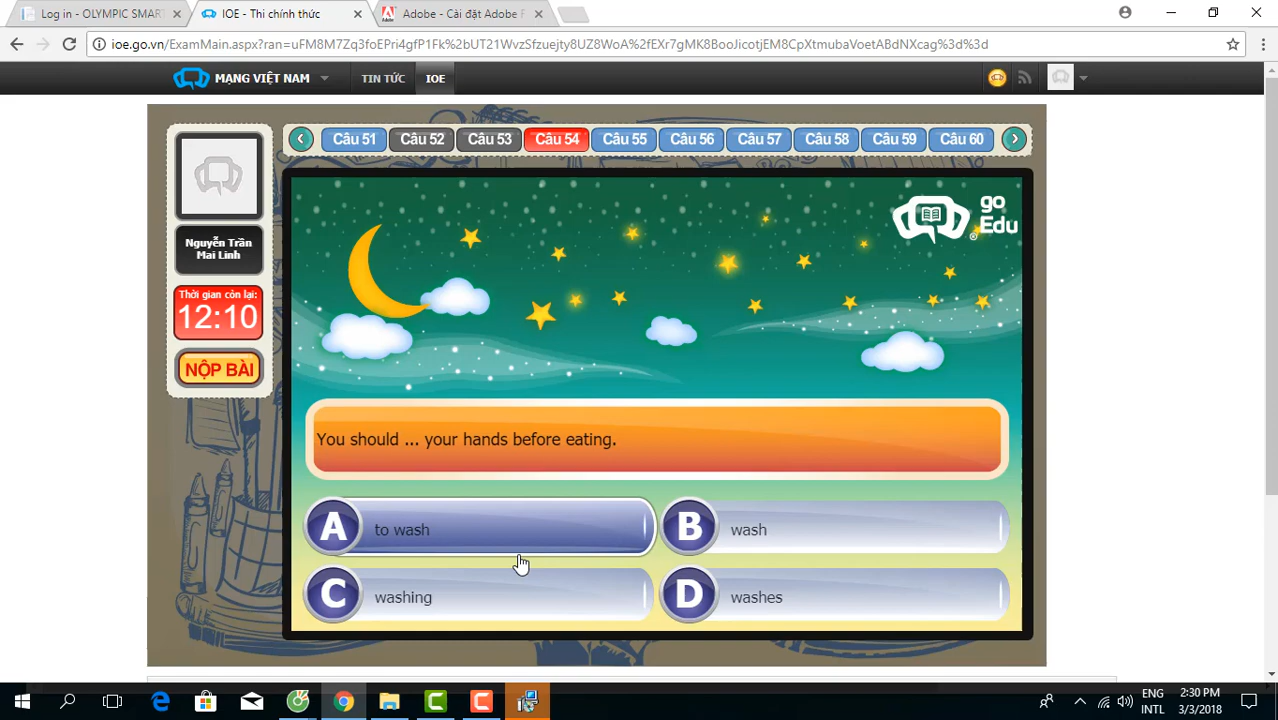 Log in - OLYMPIC SMAR
IOE - Thi chính thức
Adobe - Cài đặt Adobe F
ioe.go.vn/ExamMain.aspx?ran=uFM8M7Zq3foEPri4gfP1Fk%2bUT21WvzSfzuejty8UZ8WoA%2fEXr7gMK8BooJicotjEM8CpXtmubaVoetABdNXcag%3d%3d
MẠNG VIỆT NAM
TIN TỨC
IOE
Câu 51
Câu 52
Câu 53
Câu 54
Câu 55
Câu 56
Câu 57
Câu 58
Câu 59
Câu 60
go
Edu
Nguyễn Trần
Mai Linh
Thời gian còn lại:
12:10
NỘP BÀI
You should ... your hands before eating.
A to wash
B wash
C washing
D washes
ENG
INTL
2:30 PM
3/3/2018